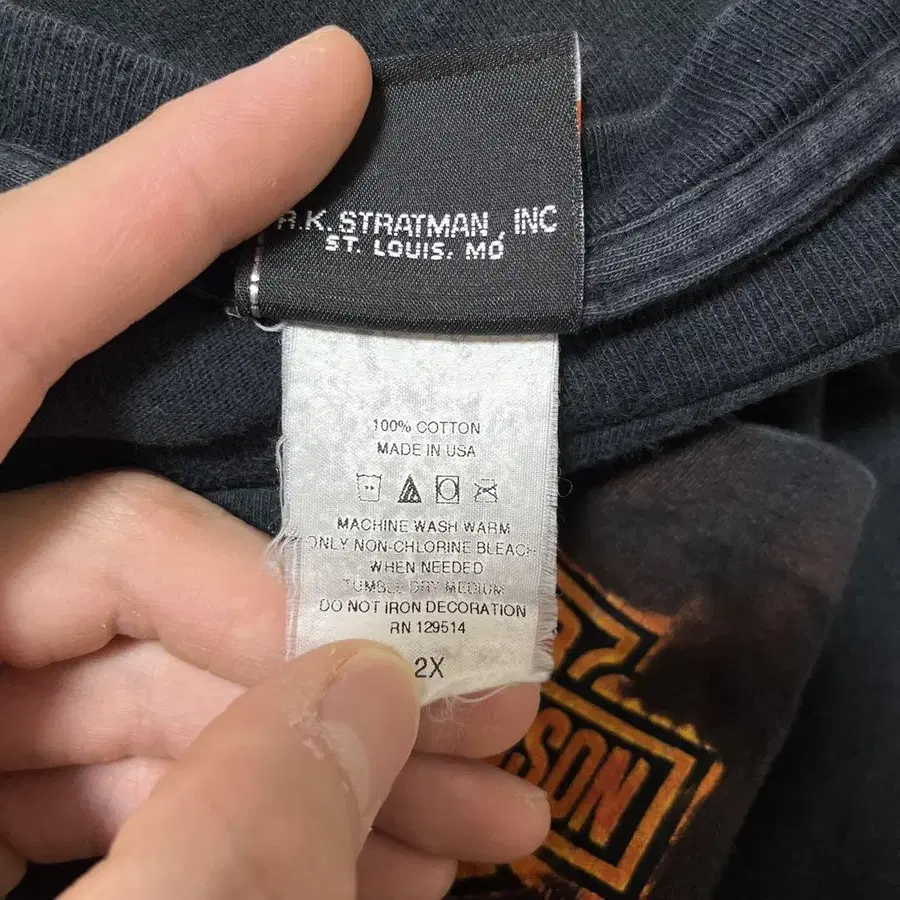 R.K. STRATMAN, INC
ST. LOUIS, MO
100% COTTON
MADE IN USA
MACHINE WASH WARM
ONLY NON-CHLORINE BLEACH
WHEN NEEDED
TUMBLE DRY MEDIUM
DO NOT IRON DECORATION
RN 129514
2X
SON